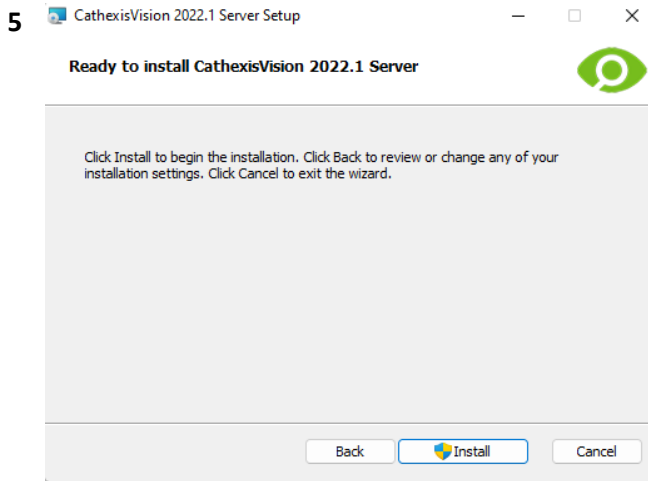 5
CathexisVision 2022.1 Server Setup
Ready to install CathexisVision 2022.1 Server
Click Install to begin the installation. Click Back to review or change any of your
installation settings. Click Cancel to exit the wizard.
Back Install Cancel